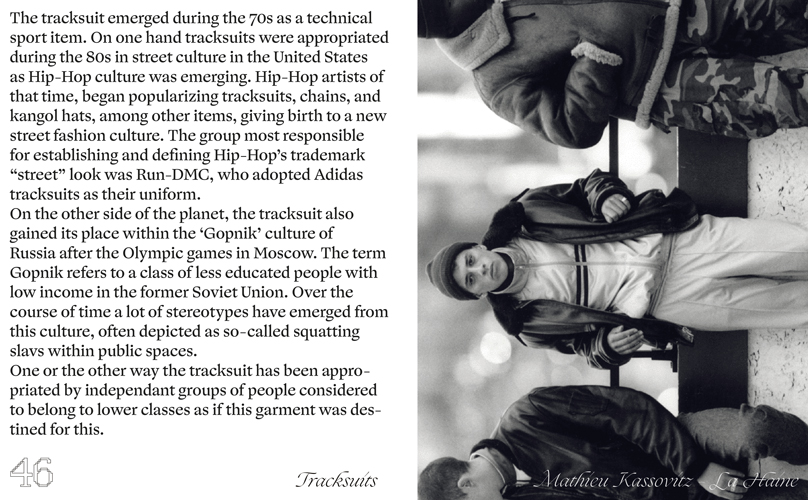 The tracksuit emerged during the 70s as a technical
sport item. On one hand tracksuits were appropriated
during the 80s in street culture in the United States
as Hip-Hop culture was emerging. Hip-Hop artists of
that time, began popularizing tracksuits, chains, and
kangol hats, among other items, giving birth to a new
street fashion culture. The group most responsible
for establishing and defining Hip-Hop's trademark
“street” look was Run-DMC, who adopted Adidas
tracksuits as their uniform.
On the other side of the planet, the tracksuit also
gained its place within the ‘Gopnik’ culture of
Russia after the Olympic games in Moscow. The term
Gopnik refers to a class of less educated people with
low income in the former Soviet Union. Over the
course of time a lot of stereotypes have emerged from
this culture, often depicted as so-called squatting
slavs within public spaces.
One or the other way the tracksuit has been appro-
priated by independant groups of people considered
to belong to lower classes as if this garment was des-
tined for this.
46
Tracksuits
Mathieu Kassovitz La Haine